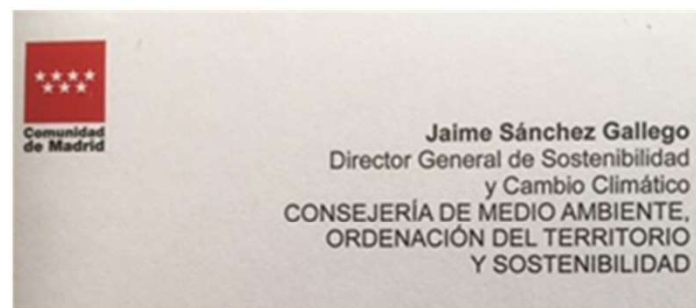 Comunidad
de Madrid
Jaime Sánchez Gallego
Director General de Sostenibilidad
y Cambio Climático
CONSEJERÍA DE MEDIO AMBIENTE,
ORDENACIÓN DEL TERRITORIO
Y SOSTENIBILIDAD